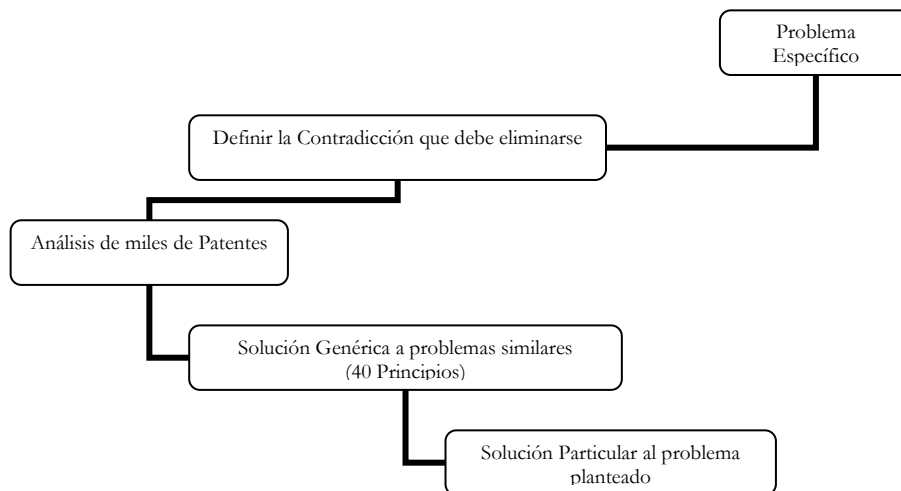 Problema
Específico
Definir la Contradicción que debe eliminarse
Análisis de miles de Patentes
Solución Genérica a problemas similares
(40 Principios)
Solución Particular al problema
planteado